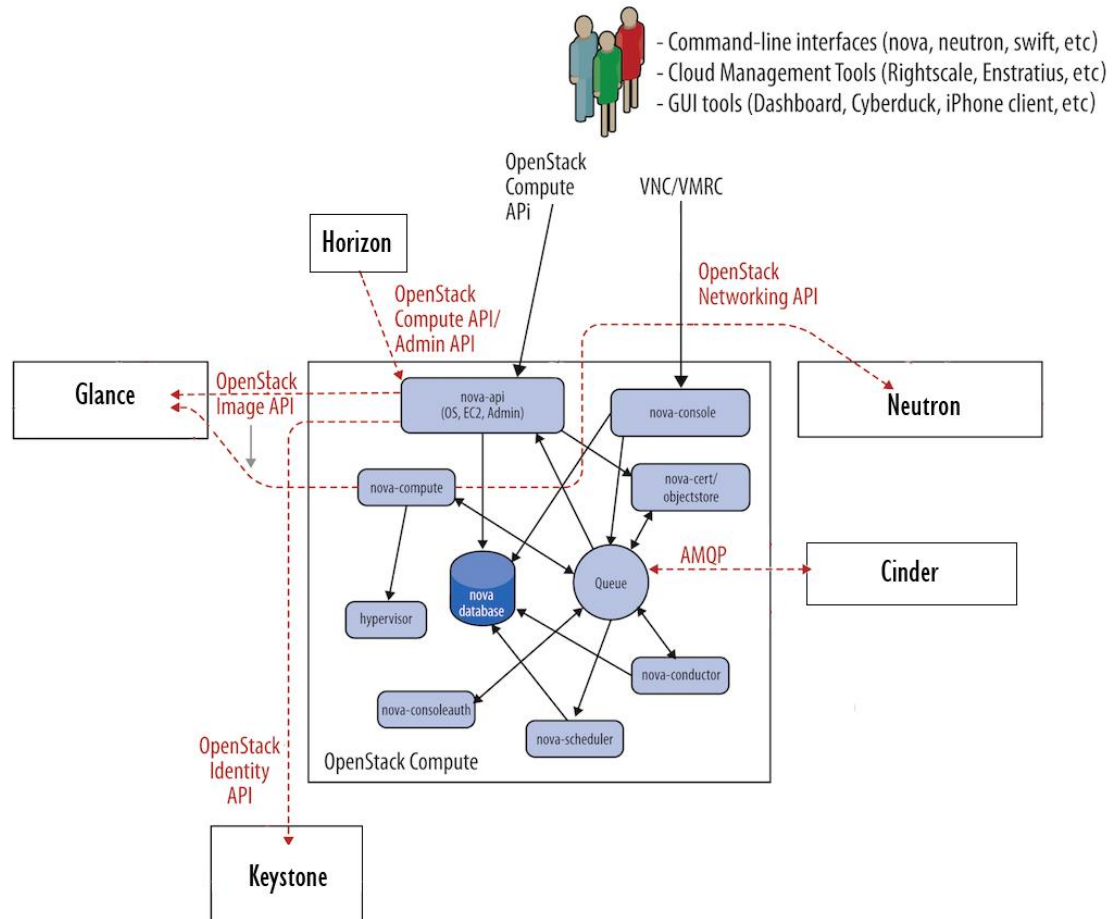 - Command-line interfaces (nova, neutron, swift, etc)
- Cloud Management Tools (Rightscale, Enstratius, etc)
- GUI tools (Dashboard, Cyberduck, iPhone client, etc)
OpenStack
Compute
APi
VNC/VMRC
Horizon
OpenStack
Compute API/
Admin API
OpenStack
Networking API
Glance
OpenStack
Image API
nova-api
(OS, EC2, Admin)
nova-console
Neutron
nova-compute
nova-cert/
objectstore
AMQP
Cinder
nova
database
Queue
hypervisor
nova-conductor
nova-consoleauth
nova-scheduler
OpenStack Compute
OpenStack
Identity
API
Keystone